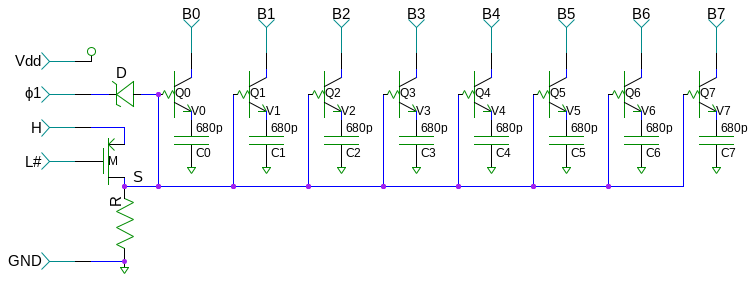 B0 B1 B2 B3 B4 B5 B6 B7
Vdd
D
ϕ1 Q0 Q1 Q2 Q3 Q4 Q5 Q6 Q7
V0 V1 V2 V3 V4 V5 V6 V7
H 680p 680p 680p 680p 680p 680p 680p 680p
L# M C0 C1 C2 C3 C4 C5 C6 C7
S
R
GND